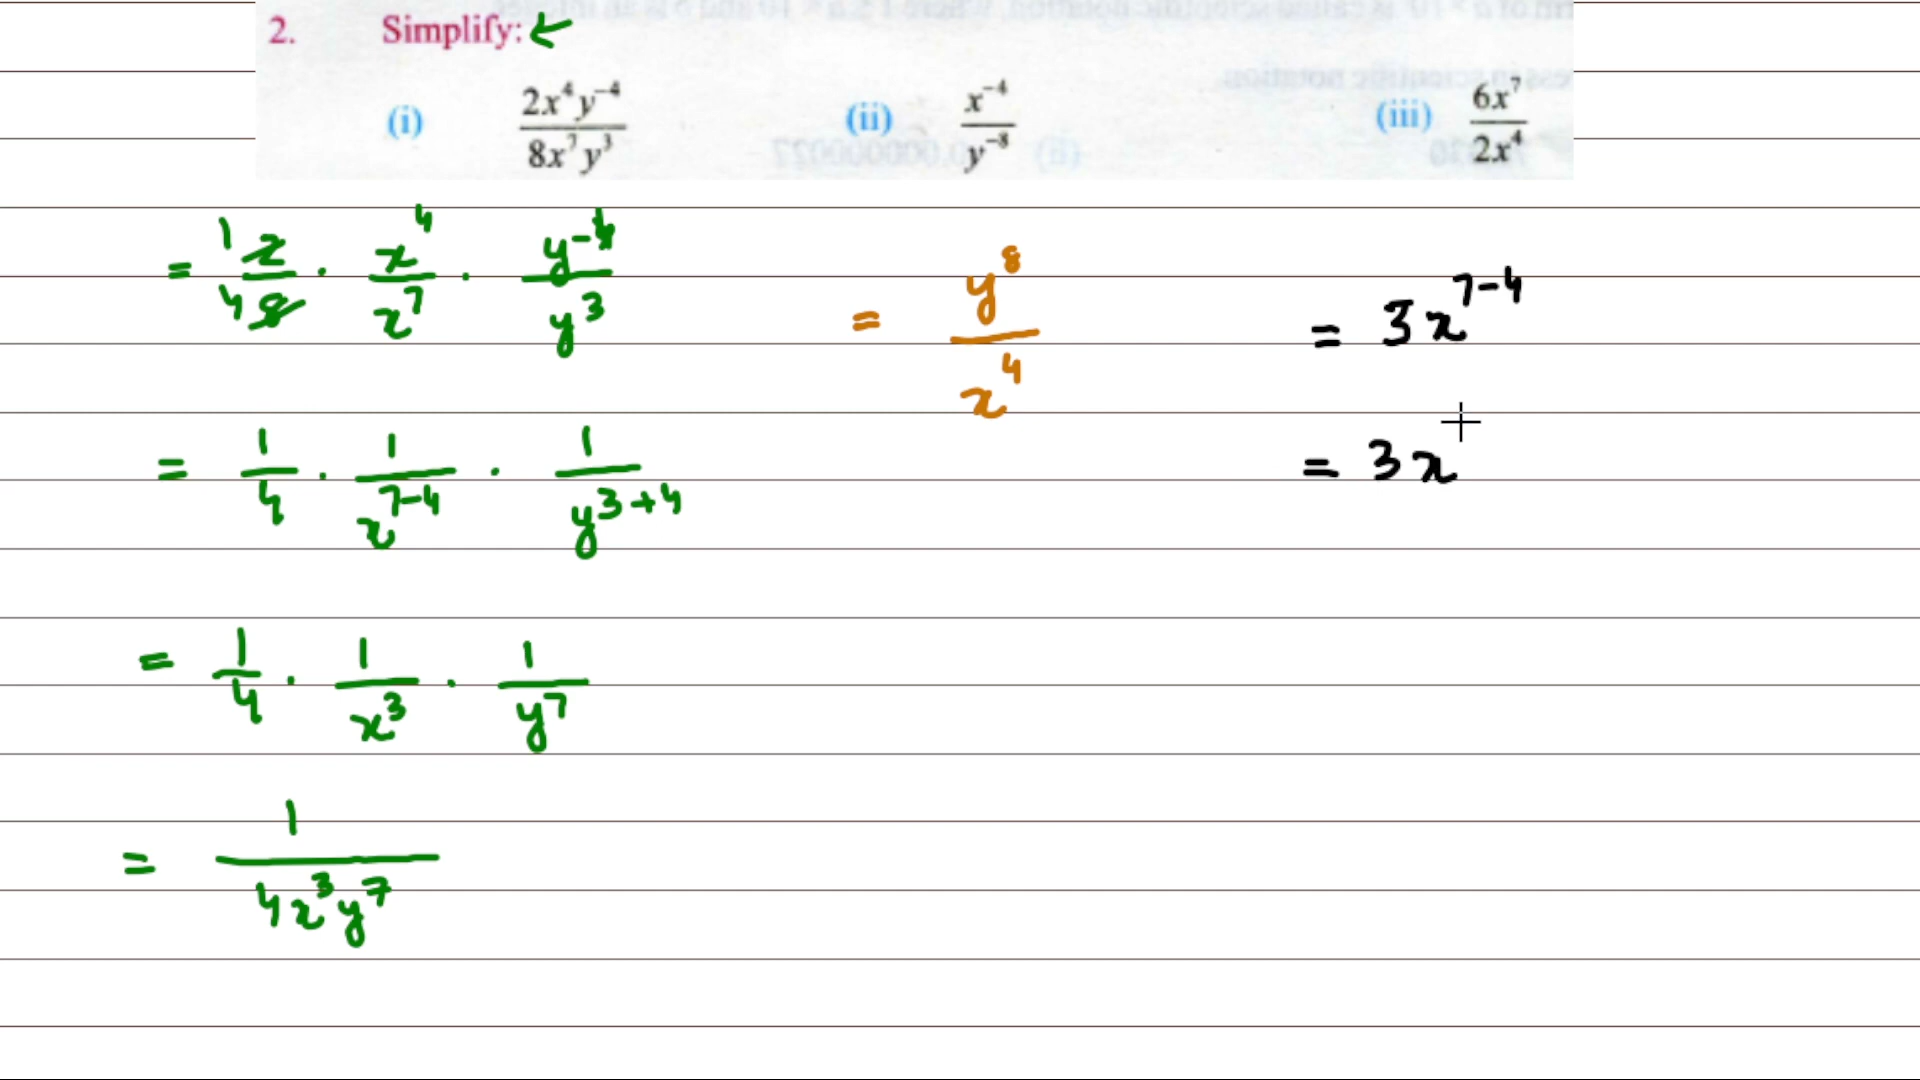 2. Simplify: ←
(i) 2x⁴y⁻⁴ / 8x⁷y³ (ii) x⁻⁴ / y⁻⁸ (iii) 6x⁷ / 2x⁴
= 1 2 / 4 8 · x⁴ / x⁷ · y⁻⁴ / y³
= 1/4 · 1/x⁷⁻⁴ · 1/y³⁺⁴
= 1/4 · 1/x³ · 1/y⁷
= 1 / 4x³y⁷
= y⁸ / x⁴
= 3x⁷⁻⁴
= 3x